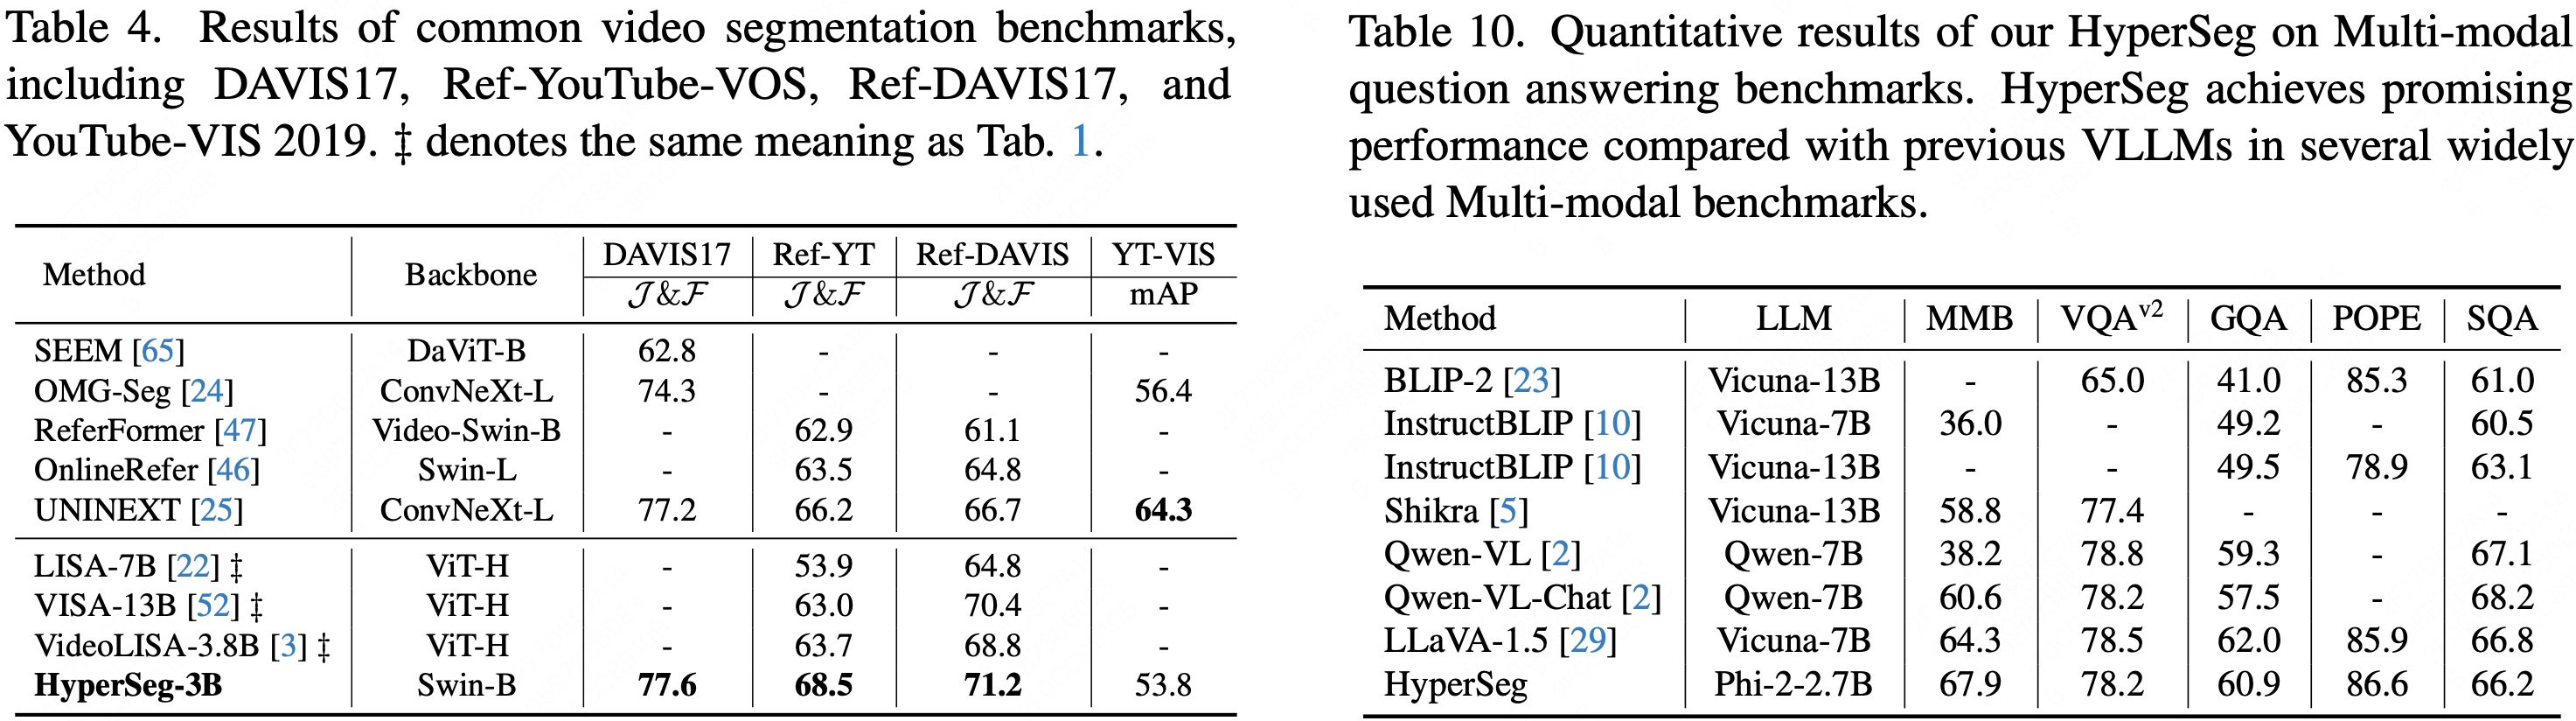 Table 4. Results of common video segmentation benchmarks,
including DAVIS17, Ref-YouTube-VOS, Ref-DAVIS17, and
YouTube-VIS 2019. ‡ denotes the same meaning as Tab. 1.
Method Backbone DAVIS17 Ref-YT Ref-DAVIS YT-VIS
J&F J&F J&F mAP
SEEM [65] DaViT-B 62.8 - - -
OMG-Seg [24] ConvNeXt-L 74.3 - - 56.4
ReferFormer [47] Video-Swin-B - 62.9 61.1 -
OnlineRefer [46] Swin-L - 63.5 64.8 -
UNINEXT [25] ConvNeXt-L 77.2 66.2 66.7 64.3
LISA-7B [22] ‡ ViT-H - 53.9 64.8 -
VISA-13B [52] ‡ ViT-H - 63.0 70.4 -
VideoLISA-3.8B [3] ‡ ViT-H - 63.7 68.8 -
HyperSeg-3B Swin-B 77.6 68.5 71.2 53.8
Table 10. Quantitative results of our HyperSeg on Multi-modal
question answering benchmarks. HyperSeg achieves promising
performance compared with previous VLLMs in several widely
used Multi-modal benchmarks.
Method LLM MMB VQAv2 GQA POPE SQA
BLIP-2 [23] Vicuna-13B - 65.0 41.0 85.3 61.0
InstructBLIP [10] Vicuna-7B 36.0 - 49.2 - 60.5
InstructBLIP [10] Vicuna-13B - - 49.5 78.9 63.1
Shikra [5] Vicuna-13B 58.8 77.4 - - -
Qwen-VL [2] Qwen-7B 38.2 78.8 59.3 - 67.1
Qwen-VL-Chat [2] Qwen-7B 60.6 78.2 57.5 - 68.2
LLaVA-1.5 [29] Vicuna-7B 64.3 78.5 62.0 85.9 66.8
HyperSeg Phi-2-2.7B 67.9 78.2 60.9 86.6 66.2